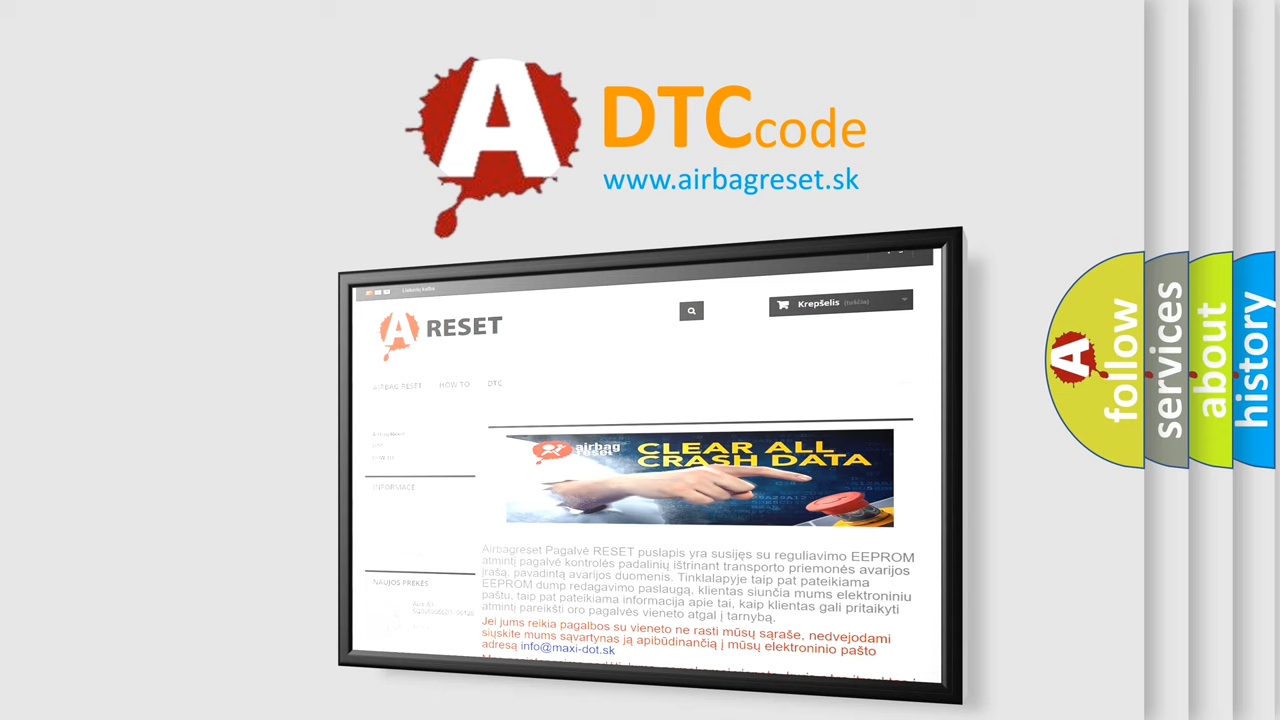 A
DTC code
www.airbagreset.sk
Lietuvių kalba
A RESET
Krepšelis (tuščias)
AIRBAG RESET HOW TO DTC
INFORMACE
NAUJOS PREKĖS
airbag
reset
CLEAR ALL
CRASH DATA
Airbagreset Pagalvė RESET puslapis yra susijęs su reguliavimo EEPROM
atmintį pagalvė kontrolės padalinių ištrinant transporto priemonės avarijos
įrašą, pavadintą avarijos duomenis. Tinklalapyje taip pat pateikiama
EEPROM dump redagavimo paslaugą, klientas siunčia mums elektroniniu
paštu, taip pat pateikiama informacija apie tai, kaip klientas gali pritaikyti
atmintį pareikšti oro pagalvės vieneto atgal į tarnybą.
Jei jums reikia pagalbos su vieneto ne rasti mūsų sąraše, nedvejodami
siųskite mums sąvartynas ją apibūdinančią į mūsų elektroninio pašto
adresą info@maxi-dot.sk
A
follow
services
about
history